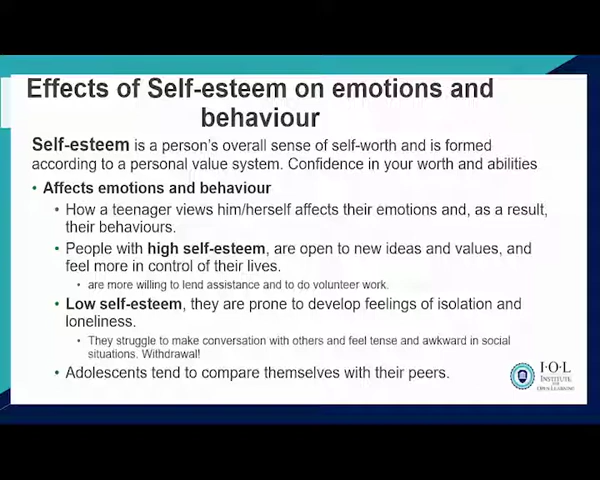 Effects of Self-esteem on emotions and
behaviour
Self-esteem is a person's overall sense of self-worth and is formed
according to a personal value system. Confidence in your worth and abilities
• Affects emotions and behaviour
• How a teenager views him/herself affects their emotions and, as a result,
their behaviours.
• People with high self-esteem, are open to new ideas and values, and
feel more in control of their lives.
• are more willing to lend assistance and to do volunteer work.
• Low self-esteem, they are prone to develop feelings of isolation and
loneliness.
• They struggle to make conversation with others and feel tense and awkward in social
situations. Withdrawal!
• Adolescents tend to compare themselves with their peers.
I·O·L
INSTITUTE
FOR
OPEN LEARNING